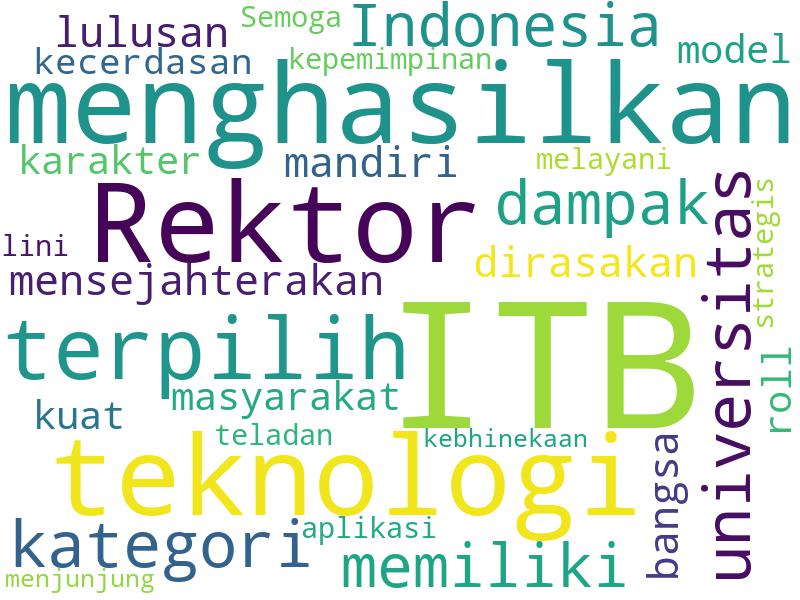 Semoga
Indonesia
lulusan
model
kecerdasan
kepemimpinan
menghasilkan
karakter
mandiri
melayani
Rektor
dampak
universitas
strategis
lini
dirasakan
mensejahterakan
ITB
terpilih
roll
masyarakat
kuat
teladan
kebhinekaan
bangsa
teknologi
kategori
aplikasi
memiliki
menjunjung